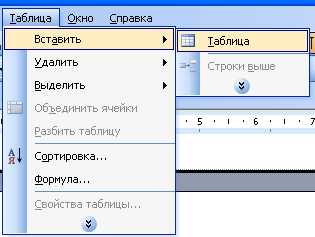 Таблица Окно Справка
Вставить
Таблица
Удалить
Строки выше
Выделить
Объединить ячейки
Разбить таблицу
5 6 7
Сортировка...
Формула...
Свойства таблицы...